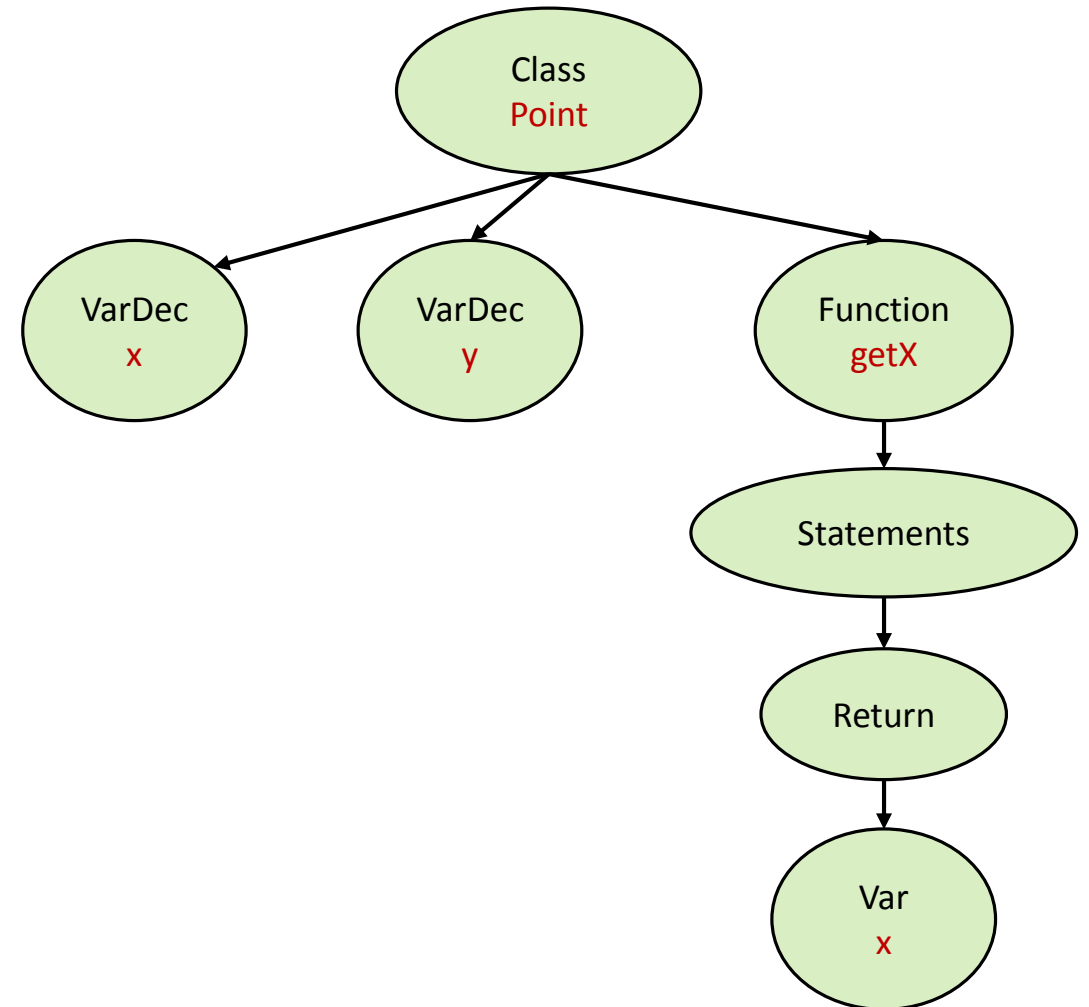 Class
Point
VarDec
x
VarDec
y
Function
getX
Statements
Return
Var
x